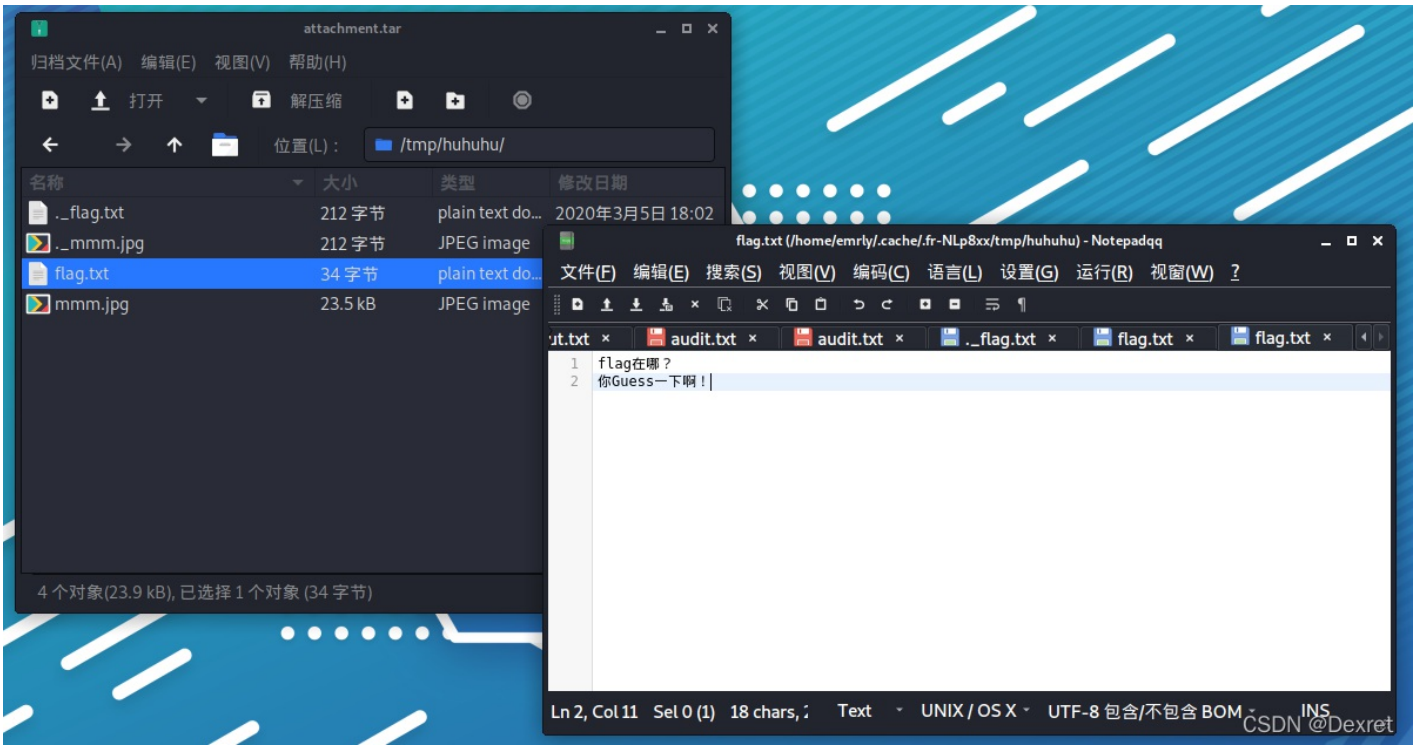 attachment.tar
归档文件(A) 编辑(E) 视图(V) 帮助(H)
打开 解压缩
位置(L)： /tmp/huhuhu/
名称 大小 类型 修改日期
._flag.txt 212 字节 plain text do... 2020年3月5日 18:02
._mmm.jpg 212 字节 JPEG image
flag.txt 34 字节 plain text do...
mmm.jpg 23.5 kB JPEG image
4 个对象(23.9 kB), 已选择 1 个对象 (34 字节)
flag.txt (/home/emrly/.cache/.fr-NLp8xx/tmp/huhuhu) - Notepadqq
文件(F) 编辑(E) 搜索(S) 视图(V) 编码(C) 语言(L) 设置(G) 运行(R) 视窗(W) ?
ut.txt × audit.txt × audit.txt × ._flag.txt × flag.txt × flag.txt ×
1 flag在哪？
2 你Guess一下啊！
Ln 2, Col 11 Sel 0 (1) 18 chars, Text UNIX / OS X UTF-8 包含/不包含 BOM INS
CSDN @Dexret